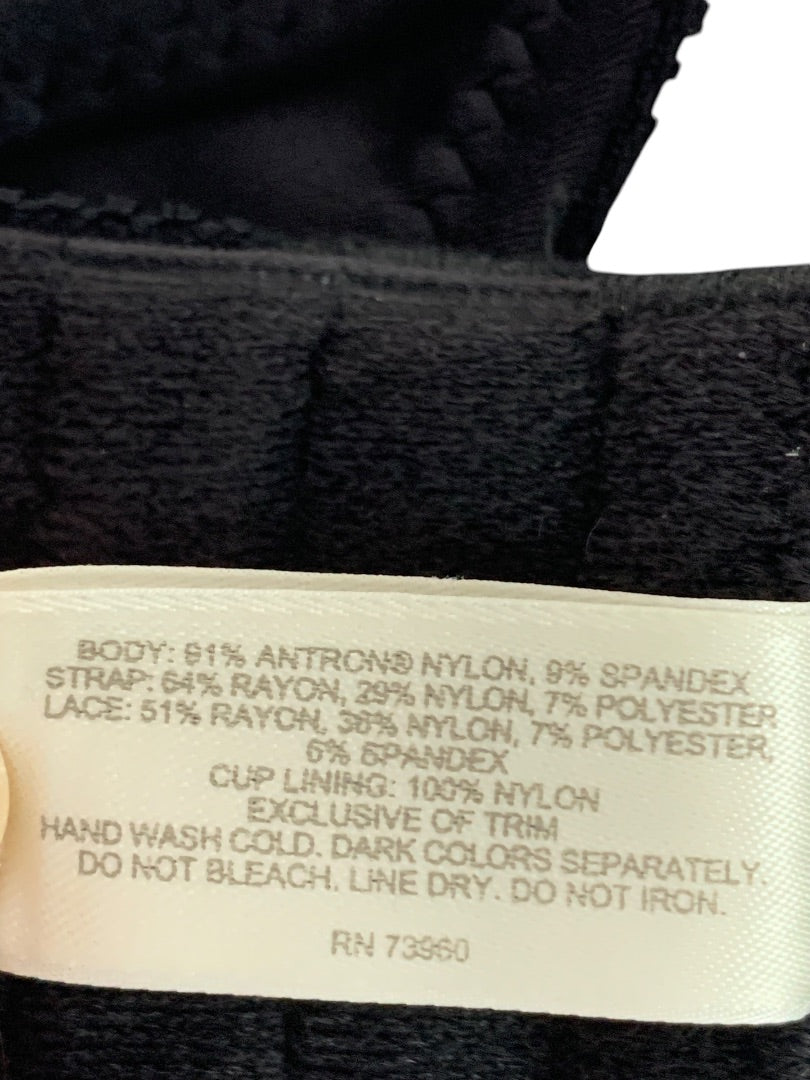 BODY: 91% ANTRON® NYLON, 9% SPANDEX
STRAP: 64% RAYON, 29% NYLON, 7% POLYESTER
LACE: 51% RAYON, 36% NYLON, 7% POLYESTER,
6% SPANDEX
CUP LINING: 100% NYLON
EXCLUSIVE OF TRIM
HAND WASH COLD. DARK COLORS SEPARATELY.
DO NOT BLEACH. LINE DRY. DO NOT IRON.
RN 73960